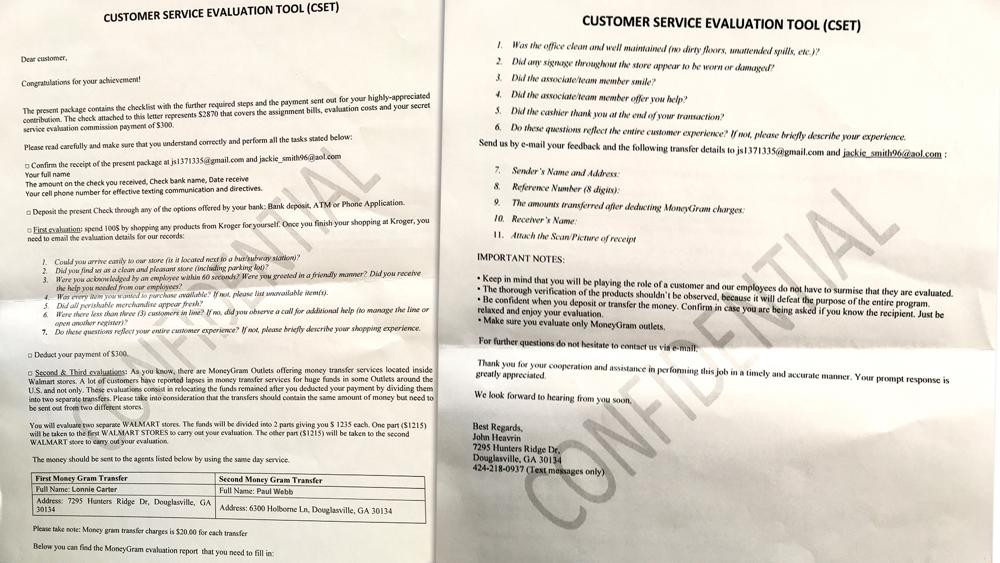 CUSTOMER SERVICE EVALUATION TOOL (CSET)
Dear customer,
Congratulations for your achievement!
The present package contains the checklist with the further required steps and the payment sent out for your highly-appreciated
contribution. The check attached to this letter represents $2870 that covers the assignment bills, evaluation costs and your secret
service evaluation commission payment of $300.
Please read carefully and make sure that you understand correctly and perform all the tasks stated below:
□ Confirm the receipt of the present package at js1371335@gmail.com and jackie_smith96@aol.com
Your full name
The amount on the check you received, Check bank name, Date receive
Your cell phone number for effective texting communication and directives.
□ Deposit the present Check through any of the options offered by your bank: Bank deposit, ATM or Phone Application.
□ First evaluation: spend 100$ by shopping any products from Kroger for yourself. Once you finish your shopping at Kroger, you
need to email the evaluation details for our records:
1. Could you arrive easily to our store (is it located next to a bus/subway station)?
2. Did you find us as a clean and pleasant store (including parking lot)?
3. Were you acknowledged by an employee within 60 seconds? Were you greeted in a friendly manner? Did you receive
he help you needed from our employees?
4. Was every item you wanted to purchase available? If not, please list unavailable item(s).
5. Did all perishable merchandise appear fresh?
6. Were there less than three (3) customers in line? If no, did you observe a call for additional help (to manage the line or
open another register)?
7. Do these questions reflect your entire customer experience? If not, please briefly describe your shopping experience.
□ Deduct your payment of $300.
□ Second & Third evaluations: As you know, there are MoneyGram Outlets offering money transfer services located inside
Walmart stores. A lot of customers have reported lapses in money transfer services for huge funds in some Outlets around the
U.S. and not only. These evaluations consist in relocating the funds remained after you deducted your payment by dividing them
into two separate transfers. Please take into consideration that the transfers should contain the same amount of money but need to
be sent out from two different stores.
You will evaluate two separate WALMART stores. The funds will be divided into 2 parts giving you $ 1235 each. One part ($1215)
will be taken to the first WALMART STORES to carry out your evaluation. The other part ($1215) will be taken to the second
WALMART store to carry out your evaluation.
The money should be sent to the agents listed below by using the same day service.
First Money Gram Transfer
Second Money Gram Transfer
Full Name: Lonnie Carter
Full Name: Paul Webb
Address: 7295 Hunters Ridge Dr, Douglasville, GA
30134
Address: 6300 Holborne Ln, Douglasville, GA 30134
Please take note: Money gram transfer charges is $20.00 for each transfer
Below you can find the MoneyGram evaluation report that you need to fill in:
CONFIDENTIAL
CUSTOMER SERVICE EVALUATION TOOL (CSET)
1. Was the office clean and well maintained (no dirty floors, unattended spills, etc.)?
2. Did any signage throughout the store appear to be worn or damaged?
3. Did the associate/team member smile?
4. Did the associate/team member offer you help?
5. Did the cashier thank you at the end of your transaction?
6. Do these questions reflect the entire customer experience? If not, please briefly describe your experience.
Send us by e-mail your feedback and the following transfer details to js1371335@gmail.com and jackie_smith96@aol.com :
7. Sender's Name and Address:
8. Reference Number (8 digits):
9. The amounts transferred after deducting MoneyGram charges:
10. Receiver's Name:
11. Attach the Scan/Picture of receipt
IMPORTANT NOTES:
• Keep in mind that you will be playing the role of a customer and our employees do not have to surmise that they are evaluated.
• The thorough verification of the products shouldn't be observed, because it will defeat the purpose of the entire program.
• Be confident when you deposit or transfer the money. Confirm in case you are being asked if you know the recipient. Just be
relaxed and enjoy your evaluation.
• Make sure you evaluate only MoneyGram outlets.
For further questions do not hesitate to contact us via e-mail.
Thank you for your cooperation and assistance in performing this job in a timely and accurate manner. Your prompt response is
greatly appreciated.
We look forward to hearing from you soon.
Best Regards,
John Heavrin
7295 Hunters Ridge Dr,
Douglasville, GA 30134
424-218-0937 (Text messages only)
CONFIDENTIAL